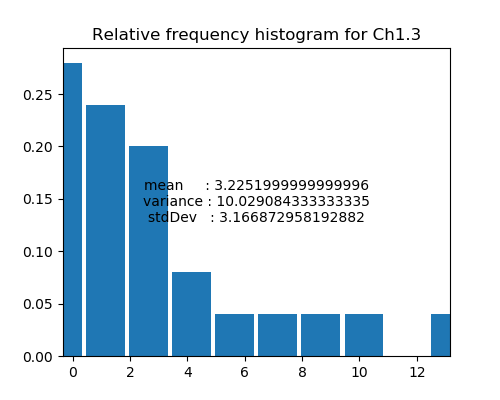 Relative frequency histogram for Ch1.3
0.25
0.20
0.15
0.10
0.05
0.00
mean : 3.2251999999999996
variance : 10.029084333333335
stdDev : 3.166872958192882
0 2 4 6 8 10 12